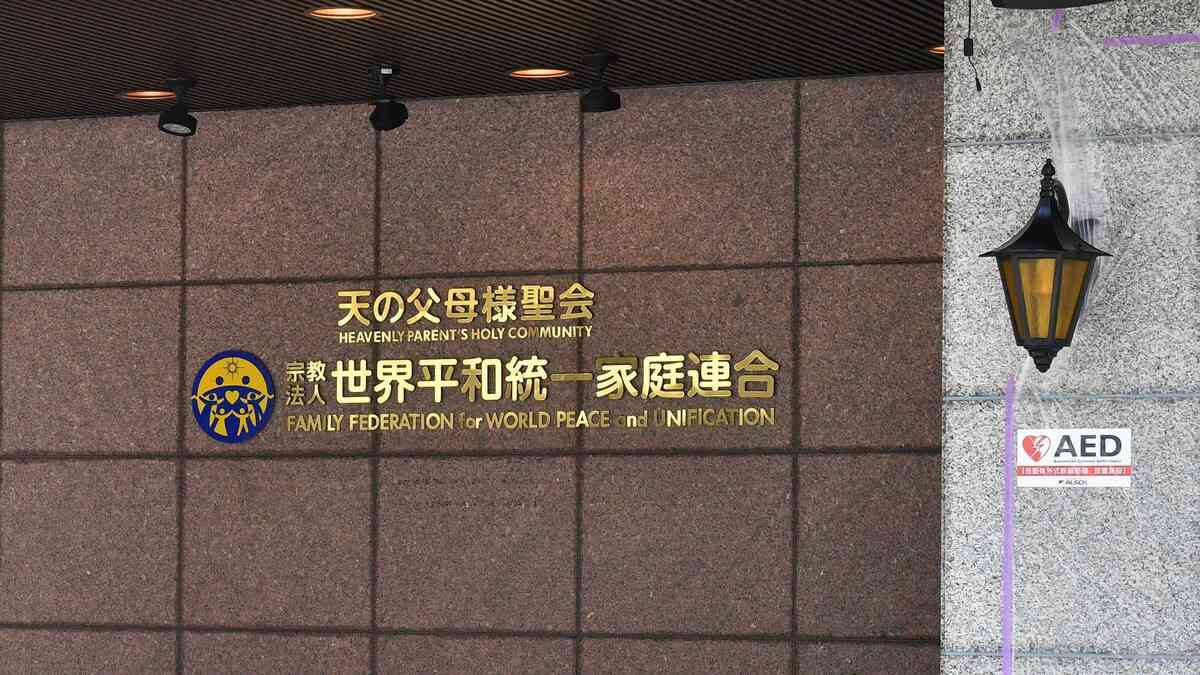 天の父母様聖会
HEAVENLY PARENT'S HOLY COMMUNITY
宗教法人 世界平和統一家庭連合
FAMILY FEDERATION for WORLD PEACE and UNIFICATION
AED
ALSOK